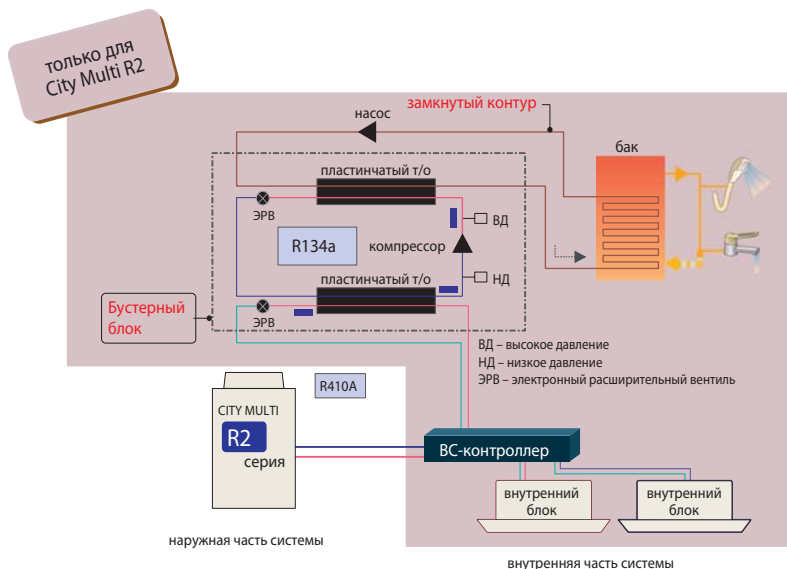 только для
City Multi R2
замкнутый контур
насос
бак
пластинчатый т/о
ЭРВ
ВД
R134a
компрессор
пластинчатый т/о
НД
Бустерный
блок
ЭРВ
ВД – высокое давление
НД – низкое давление
ЭРВ – электронный расширительный вентиль
R410A
CITY MULTI
R2
серия
ВС-контроллер
внутренний
блок
внутренний
блок
наружная часть системы
внутренняя часть системы